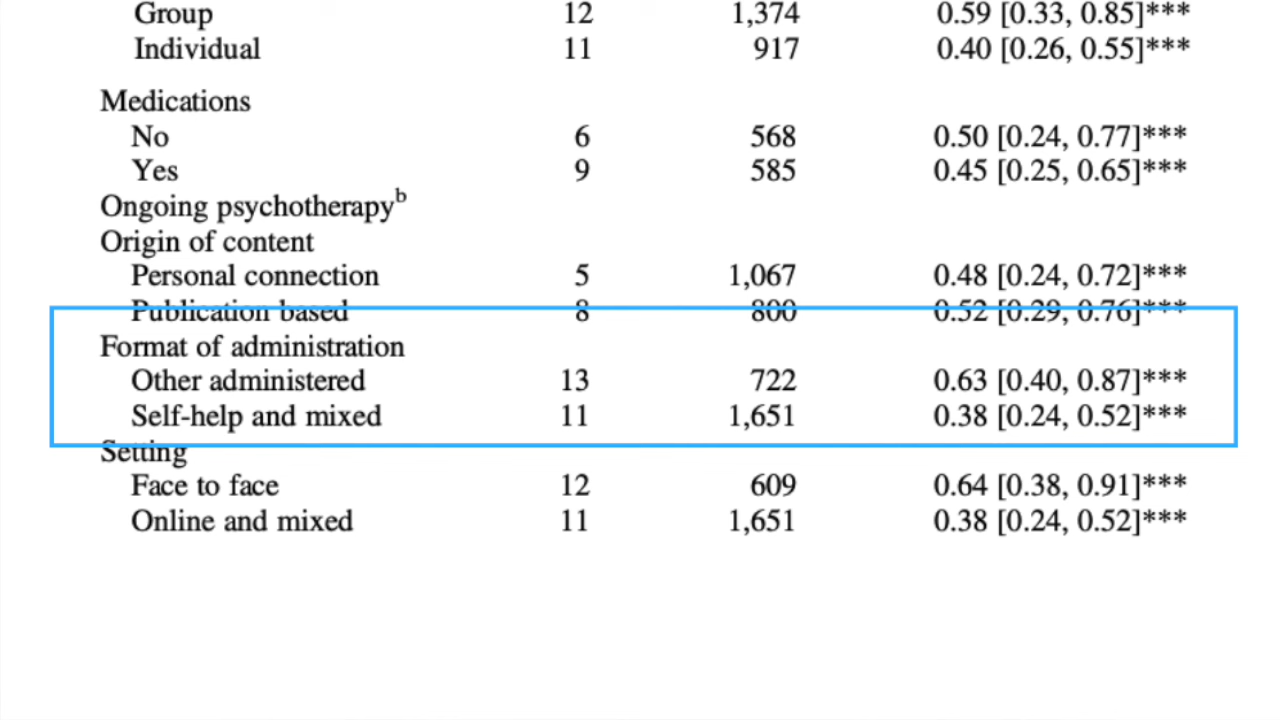 Group 12 1,374 0.59 [0.33, 0.85]***
Individual 11 917 0.40 [0.26, 0.55]***
Medications
No 6 568 0.50 [0.24, 0.77]***
Yes 9 585 0.45 [0.25, 0.65]***
Ongoing psychotherapyᵇ
Origin of content
Personal connection 5 1,067 0.48 [0.24, 0.72]***
Publication based 8 800 0.52 [0.29, 0.76]***
Format of administration
Other administered 13 722 0.63 [0.40, 0.87]***
Self-help and mixed 11 1,651 0.38 [0.24, 0.52]***
Setting
Face to face 12 609 0.64 [0.38, 0.91]***
Online and mixed 11 1,651 0.38 [0.24, 0.52]***